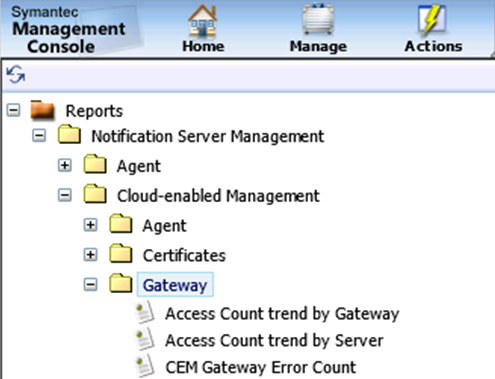 Symantec
Management
Console
Home
Manage
Actions
Reports
Notification Server Management
Agent
Cloud-enabled Management
Agent
Certificates
Gateway
Access Count trend by Gateway
Access Count trend by Server
CEM Gateway Error Count